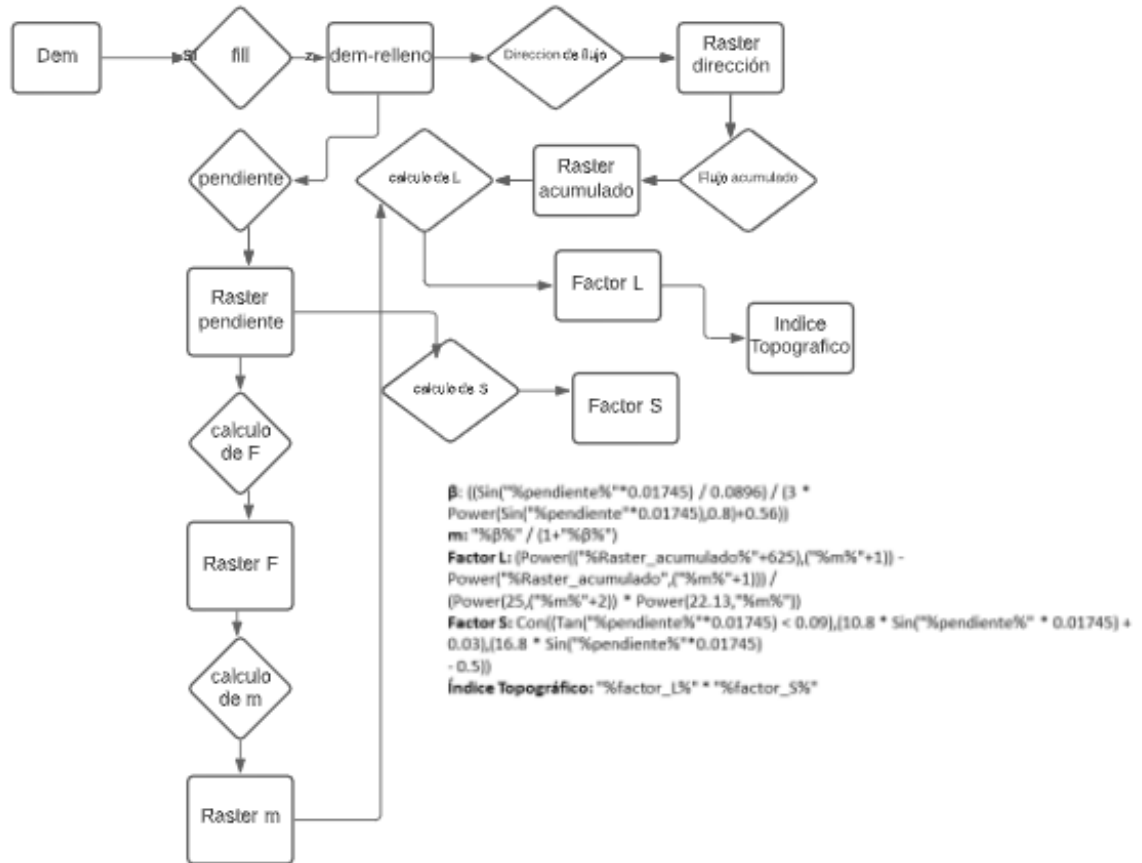 Dem
SI
fill
z
dem-relleno
Direccion de flujo
Raster
dirección
pendiente
calculo de L
Raster
acumulado
Flujo acumulado
Raster
pendiente
Factor L
Indice
Topografico
calculo de S
Factor S
calculo
de F
Raster F
calculo
de m
Raster m
β: ((Sin("%pendiente%"*0.01745) / 0.0896) / (3 *
Power(Sin("%pendiente"*0.01745),0.8)+0.56))
m: "%β%" / (1+"%β%")
Factor L: (Power(("%Raster_acumulado%"+625),("%m%"+1)) -
Power("%Raster_acumulado",("%m%"+1))) /
(Power(25,("%m%"+2)) * Power(22.13,"%m%"))
Factor S: Con((Tan("%pendiente%"*0.01745) < 0.09),(10.8 * Sin("%pendiente%" * 0.01745) +
0.03),(16.8 * Sin("%pendiente%"*0.01745)
- 0.5))
Índice Topográfico: "%factor_L%" * "%factor_S%"